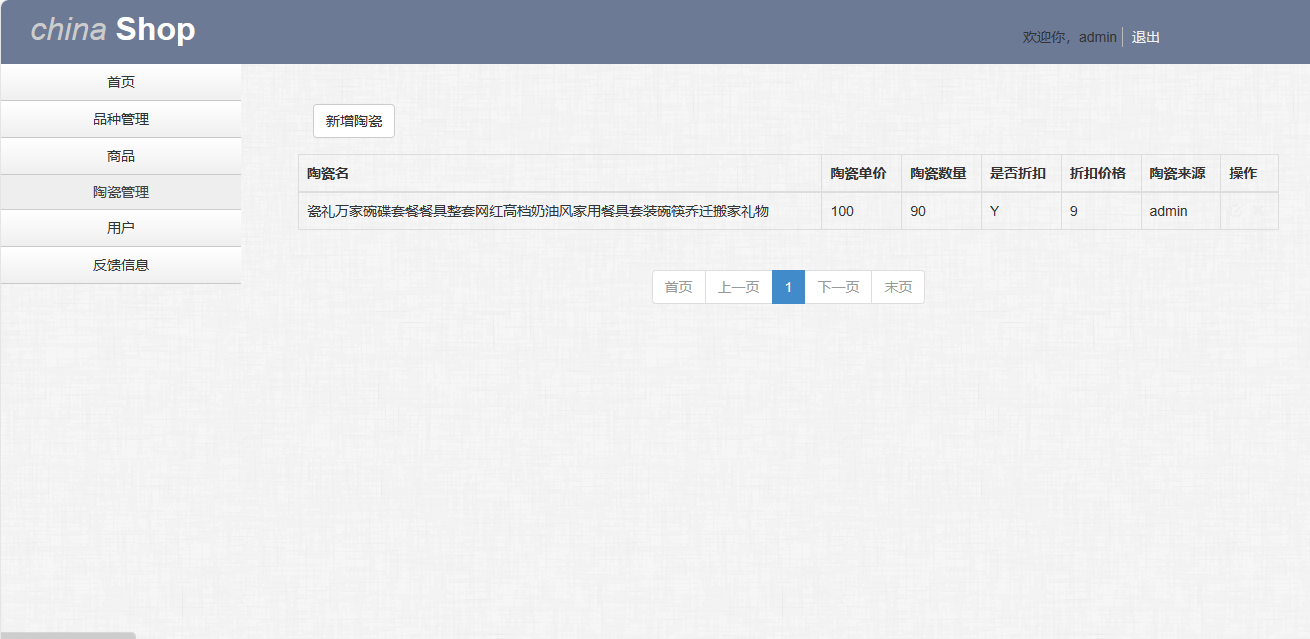 china Shop
欢迎你，admin 退出
首页
品种管理
商品
陶瓷管理
用户
反馈信息
新增陶瓷
陶瓷名 陶瓷单价 陶瓷数量 是否折扣 折扣价格 陶瓷来源 操作
瓷礼万家碗碟套餐餐具整套网红高档奶油风家用餐具套装碗筷乔迁搬家礼物 100 90 Y 9 admin
首页 上一页 1 下一页 末页